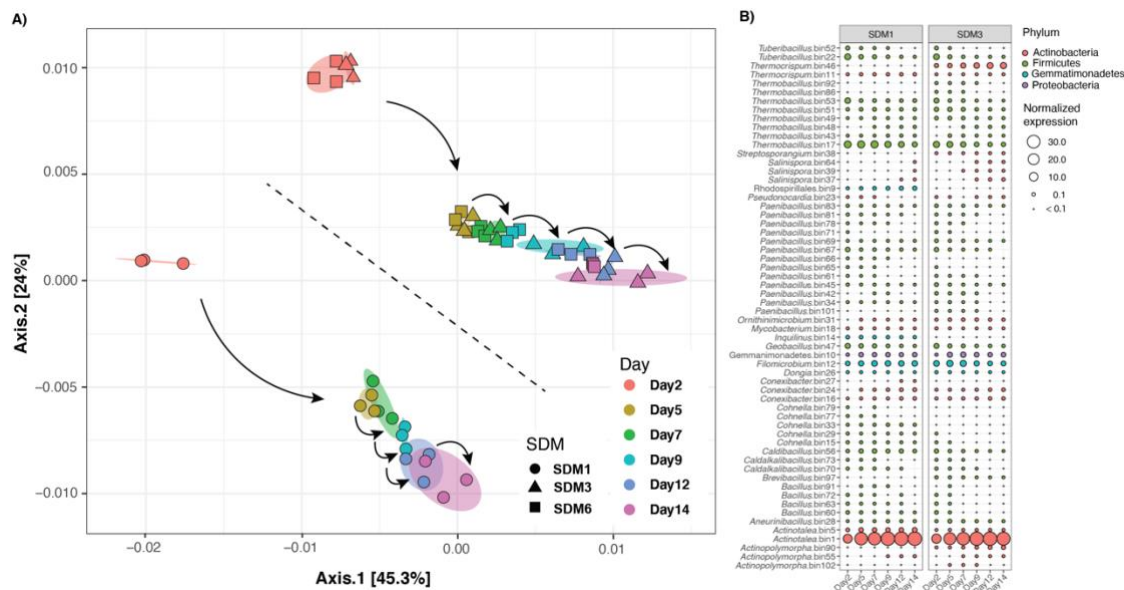 A)
0.010
0.005
0.000
−0.005
−0.010
Axis.2 [24%]
−0.02
−0.01
0.00
0.01
Axis.1 [45.3%]
SDM
SDM1
SDM3
SDM6
Day
Day2
Day5
Day7
Day9
Day12
Day14
B)
SDM1 SDM3
Tuberibacillus.bin52
Tuberibacillus.bin22
Thermocrispum.bin46
Thermocrispum.bin11
Thermobacillus.bin92
Thermobacillus.bin86
Thermobacillus.bin53
Thermobacillus.bin51
Thermobacillus.bin49
Thermobacillus.bin48
Thermobacillus.bin43
Thermobacillus.bin17
Streptosporangium.bin38
Salinispora.bin64
Salinispora.bin39
Salinispora.bin37
Rhodospirillales.bin9
Pseudonocardia.bin23
Paenibacillus.bin83
Paenibacillus.bin81
Paenibacillus.bin78
Paenibacillus.bin71
Paenibacillus.bin69
Paenibacillus.bin67
Paenibacillus.bin66
Paenibacillus.bin65
Paenibacillus.bin61
Paenibacillus.bin45
Paenibacillus.bin42
Paenibacillus.bin34
Paenibacillus.bin101
Ornithinimicrobium.bin31
Mycobacterium.bin18
Inquilinus.bin14
Geobacillus.bin47
Gemmanimonadetes.bin10
Filomicrobium.bin12
Dongia.bin26
Conexibacter.bin27
Conexibacter.bin24
Conexibacter.bin16
Cohnella.bin79
Cohnella.bin77
Cohnella.bin33
Cohnella.bin29
Cohnella.bin15
Caldibacillus.bin56
Caldalkalibacillus.bin73
Caldalkalibacillus.bin70
Brevibacillus.bin97
Bacillus.bin91
Bacillus.bin72
Bacillus.bin63
Bacillus.bin60
Aneurinibacillus.bin28
Actinotalea.bin5
Actinotalea.bin1
Actinopolymorpha.bin90
Actinopolymorpha.bin55
Actinopolymorpha.bin102
Day2 Day5 Day7 Day9 Day12 Day14 Day2 Day5 Day7 Day9 Day12 Day14
Phylum
Actinobacteria
Firmicutes
Gemmatimonadetes
Proteobacteria
Normalized
expression
30.0
20.0
10.0
0.1
< 0.1